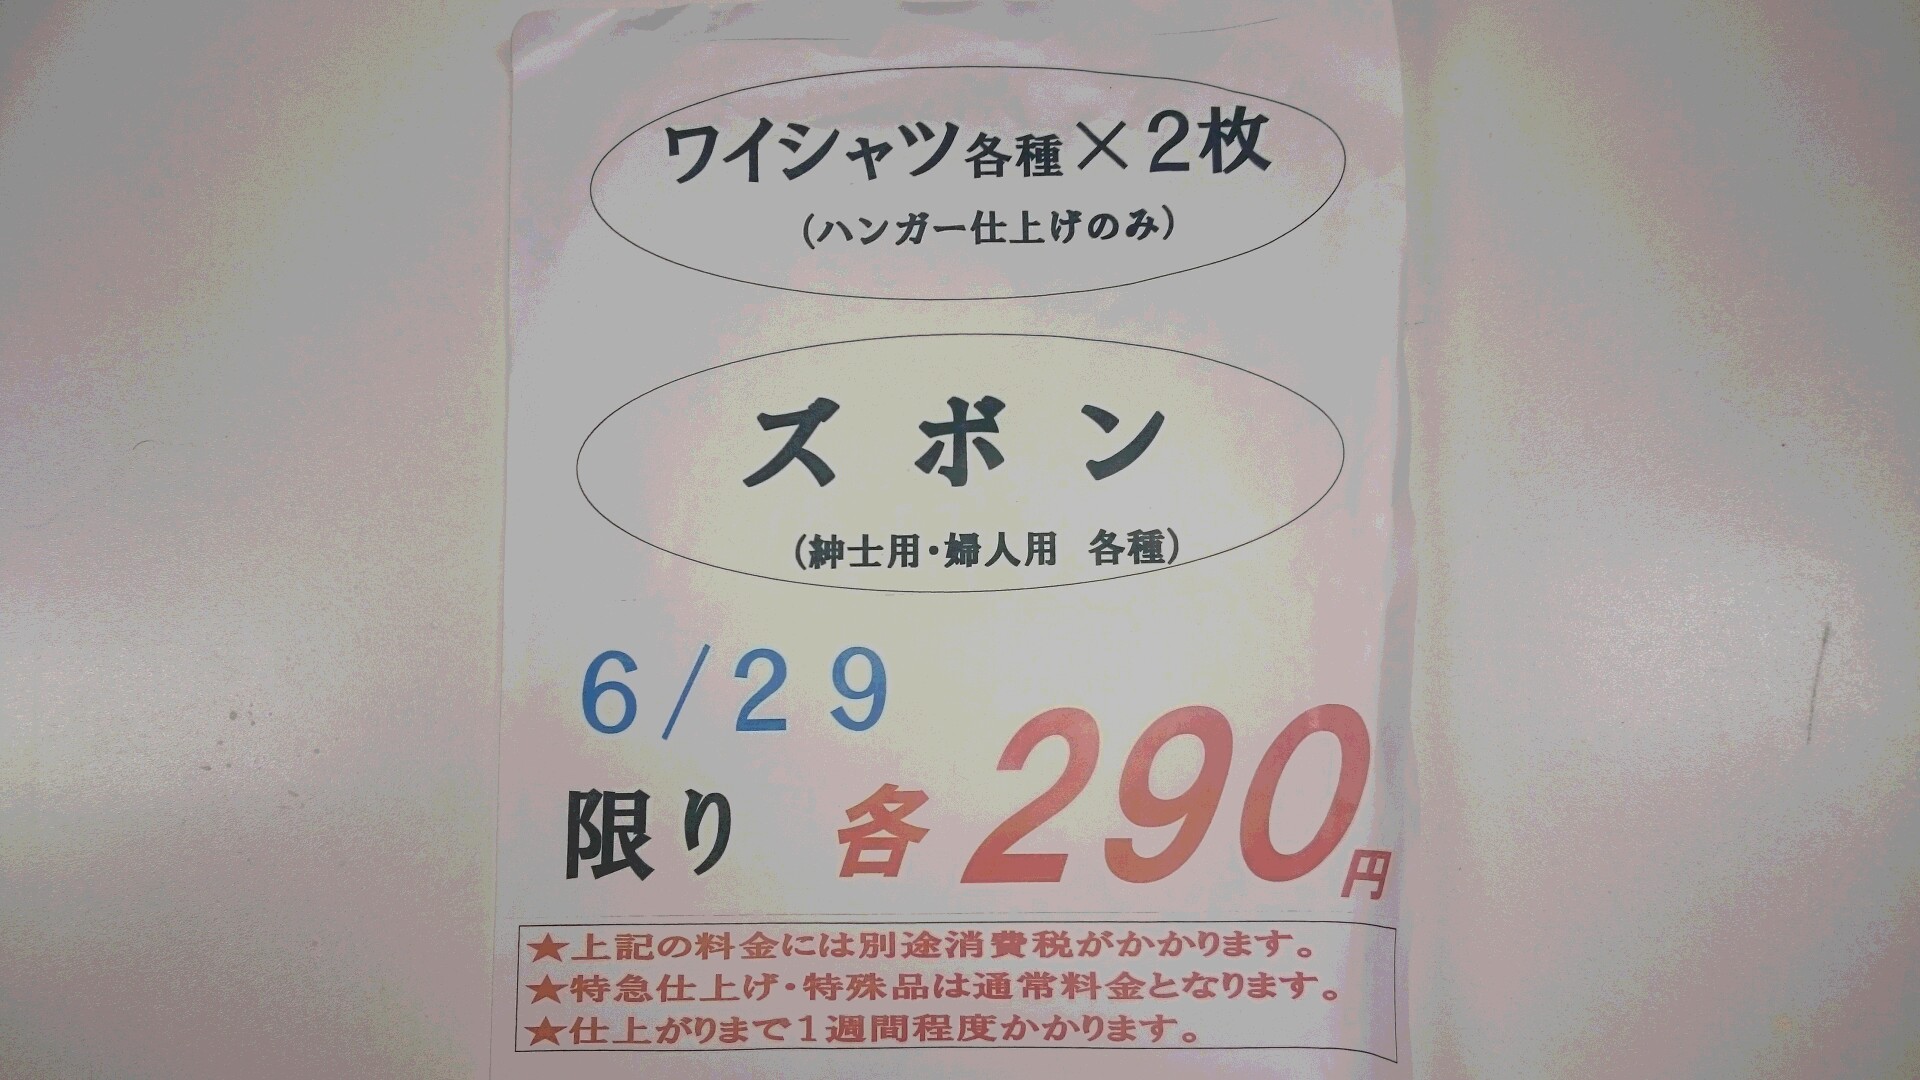 ワイシャツ各種×2枚
(ハンガー仕上げのみ)
ズボン
(紳士用・婦人用 各種)
6/29
限り 各290円
★上記の料金には別途消費税がかかります。
★特急仕上げ・特殊品は通常料金となります。
★仕上がりまで1週間程度かかります。